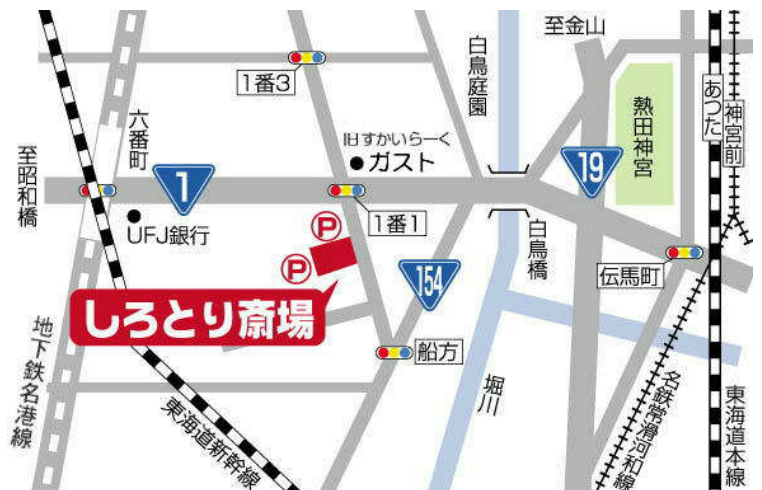 至金山
1番3
白鳥庭園
あつた
神宮前
六番町
旧すかいらーく
ガスト
熱田神宮
至昭和橋
1
19
1番1
UFJ銀行
P
白鳥橋
伝馬町
P
154
しろとり斎場
船方
堀川
地下鉄名港線
東海道新幹線
名鉄常滑河和線
東海道本線